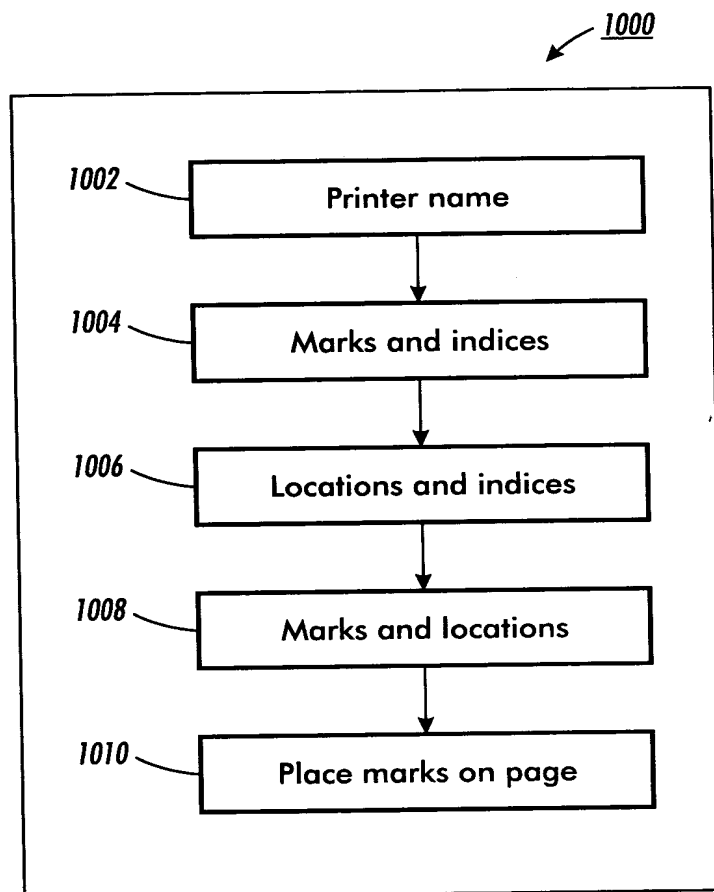 1000
1002
Printer name
1004
Marks and indices
1006
Locations and indices
1008
Marks and locations
1010
Place marks on page